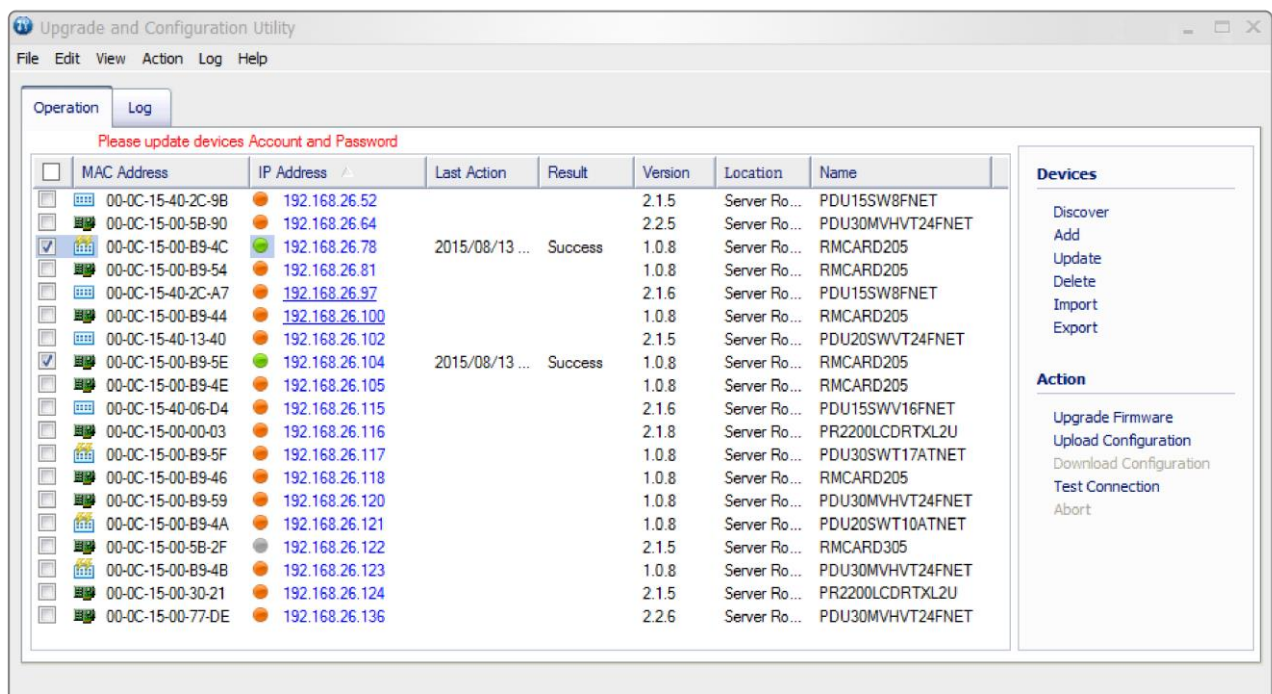 Upgrade and Configuration Utility
File Edit View Action Log Help
Operation Log
Please update devices Account and Password
MAC Address IP Address Last Action Result Version Location Name
00-0C-15-40-2C-9B 192.168.26.52 2.1.5 Server Ro... PDU15SW8FNET
00-0C-15-00-5B-90 192.168.26.64 2.2.5 Server Ro... PDU30MVHVT24FNET
00-0C-15-00-B9-4C 192.168.26.78 2015/08/13 ... Success 1.0.8 Server Ro... RMCARD205
00-0C-15-00-B9-54 192.168.26.81 1.0.8 Server Ro... RMCARD205
00-0C-15-40-2C-A7 192.168.26.97 2.1.6 Server Ro... PDU15SW8FNET
00-0C-15-00-B9-44 192.168.26.100 1.0.8 Server Ro... RMCARD205
00-0C-15-40-13-40 192.168.26.102 2.1.5 Server Ro... PDU20SWVT24FNET
00-0C-15-00-B9-5E 192.168.26.104 2015/08/13 ... Success 1.0.8 Server Ro... RMCARD205
00-0C-15-00-B9-4E 192.168.26.105 1.0.8 Server Ro... RMCARD205
00-0C-15-40-06-D4 192.168.26.115 2.1.6 Server Ro... PDU15SWV16FNET
00-0C-15-00-00-03 192.168.26.116 2.1.8 Server Ro... PR2200LCDRTXL2U
00-0C-15-00-B9-5F 192.168.26.117 1.0.8 Server Ro... PDU30SWT17ATNET
00-0C-15-00-B9-46 192.168.26.118 1.0.8 Server Ro... RMCARD205
00-0C-15-00-B9-59 192.168.26.120 1.0.8 Server Ro... PDU30MVHVT24FNET
00-0C-15-00-B9-4A 192.168.26.121 1.0.8 Server Ro... PDU20SWT10ATNET
00-0C-15-00-5B-2F 192.168.26.122 2.1.5 Server Ro... RMCARD305
00-0C-15-00-B9-4B 192.168.26.123 1.0.8 Server Ro... PDU30MVHVT24FNET
00-0C-15-00-30-21 192.168.26.124 2.1.5 Server Ro... PR2200LCDRTXL2U
00-0C-15-00-77-DE 192.168.26.136 2.2.6 Server Ro... PDU30MVHVT24FNET
Devices
Discover
Add
Update
Delete
Import
Export
Action
Upgrade Firmware
Upload Configuration
Download Configuration
Test Connection
Abort